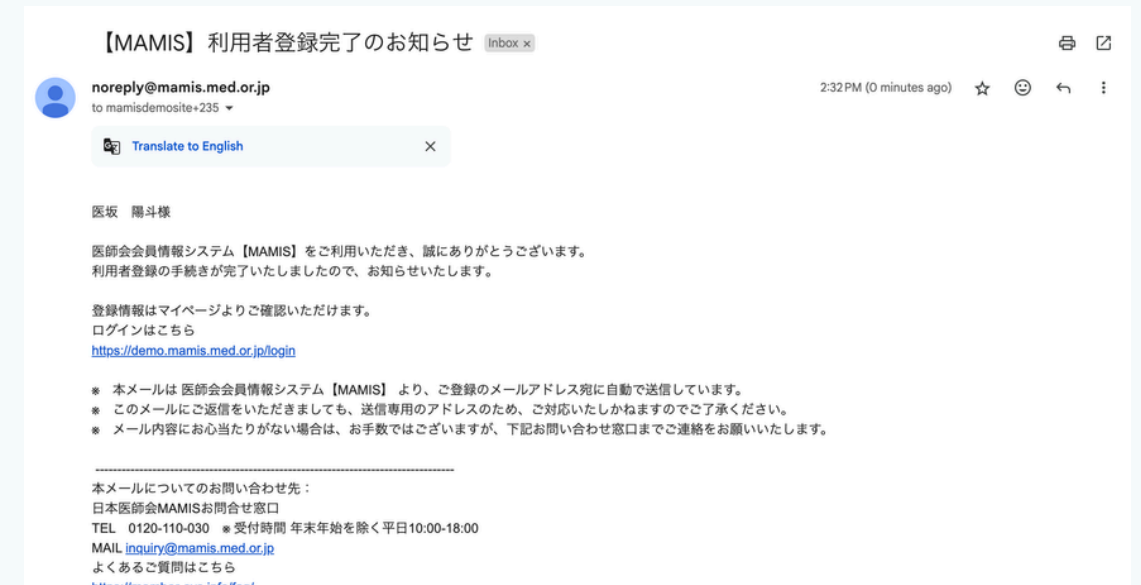 【MAMIS】利用者登録完了のお知らせ Inbox ×
noreply@mamis.med.or.jp 2:32 PM (0 minutes ago)
to mamisdemosite+235
Translate to English
医坂　陽斗様
医師会会員情報システム【MAMIS】をご利用いただき、誠にありがとうございます。
利用者登録の手続きが完了いたしましたので、お知らせいたします。
登録情報はマイページよりご確認いただけます。
ログインはこちら
https://demo.mamis.med.or.jp/login
※　本メールは 医師会会員情報システム【MAMIS】 より、ご登録のメールアドレス宛に自動で送信しています。
※　このメールにご返信をいただきましても、送信専用のアドレスのため、ご対応いたしかねますのでご了承ください。
※　メール内容にお心当たりがない場合は、お手数ではございますが、下記お問い合わせ窓口までご連絡をお願いいたします。
--------------------------------------------------------------------------------
本メールについてのお問い合わせ先：
日本医師会MAMISお問合せ窓口
TEL　0120-110-030　※受付時間 年末年始を除く平日10:00-18:00
MAIL inquiry@mamis.med.or.jp
よくあるご質問はこちら